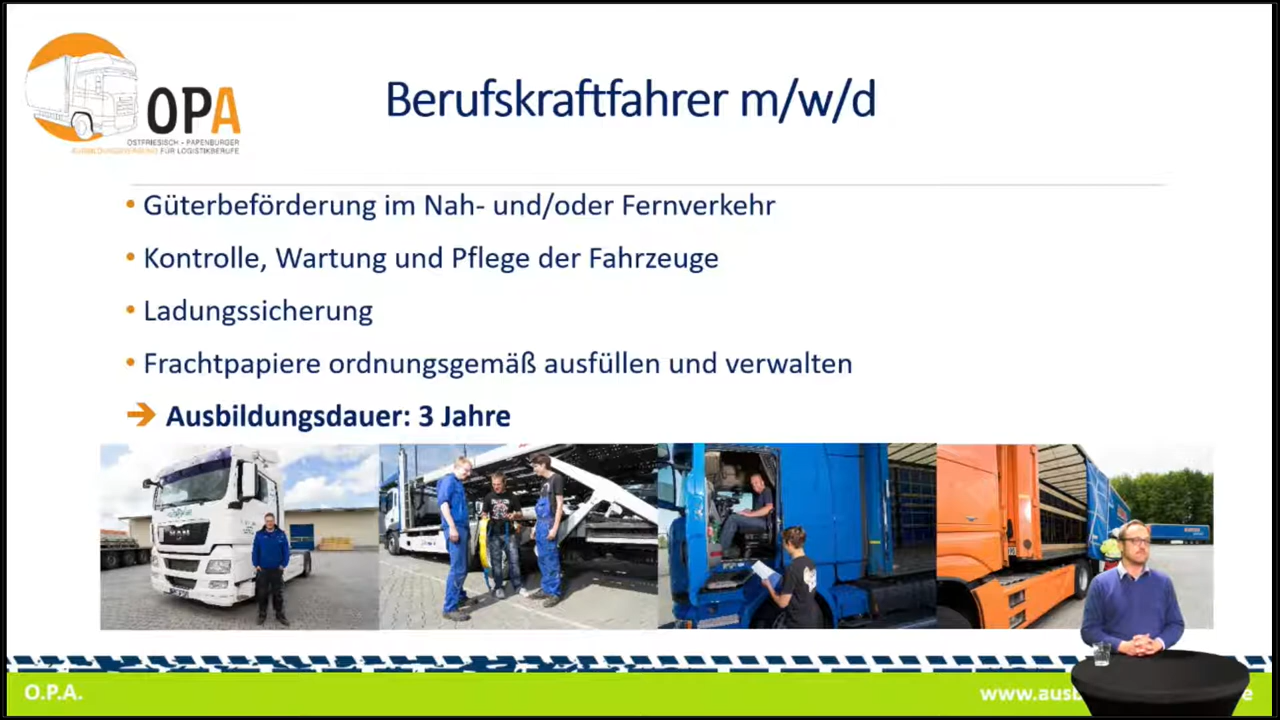 OPA
OSTFRIESISCH - PAPENBURGER
AUSBILDUNGSVERBUND FÜR LOGISTIKBERUFE
Berufskraftfahrer m/w/d
• Güterbeförderung im Nah- und/oder Fernverkehr
• Kontrolle, Wartung und Pflege der Fahrzeuge
• Ladungssicherung
• Frachtpapiere ordnungsgemäß ausfüllen und verwalten
➔ Ausbildungsdauer: 3 Jahre
MAN
O.P.A.
www.ausb
e